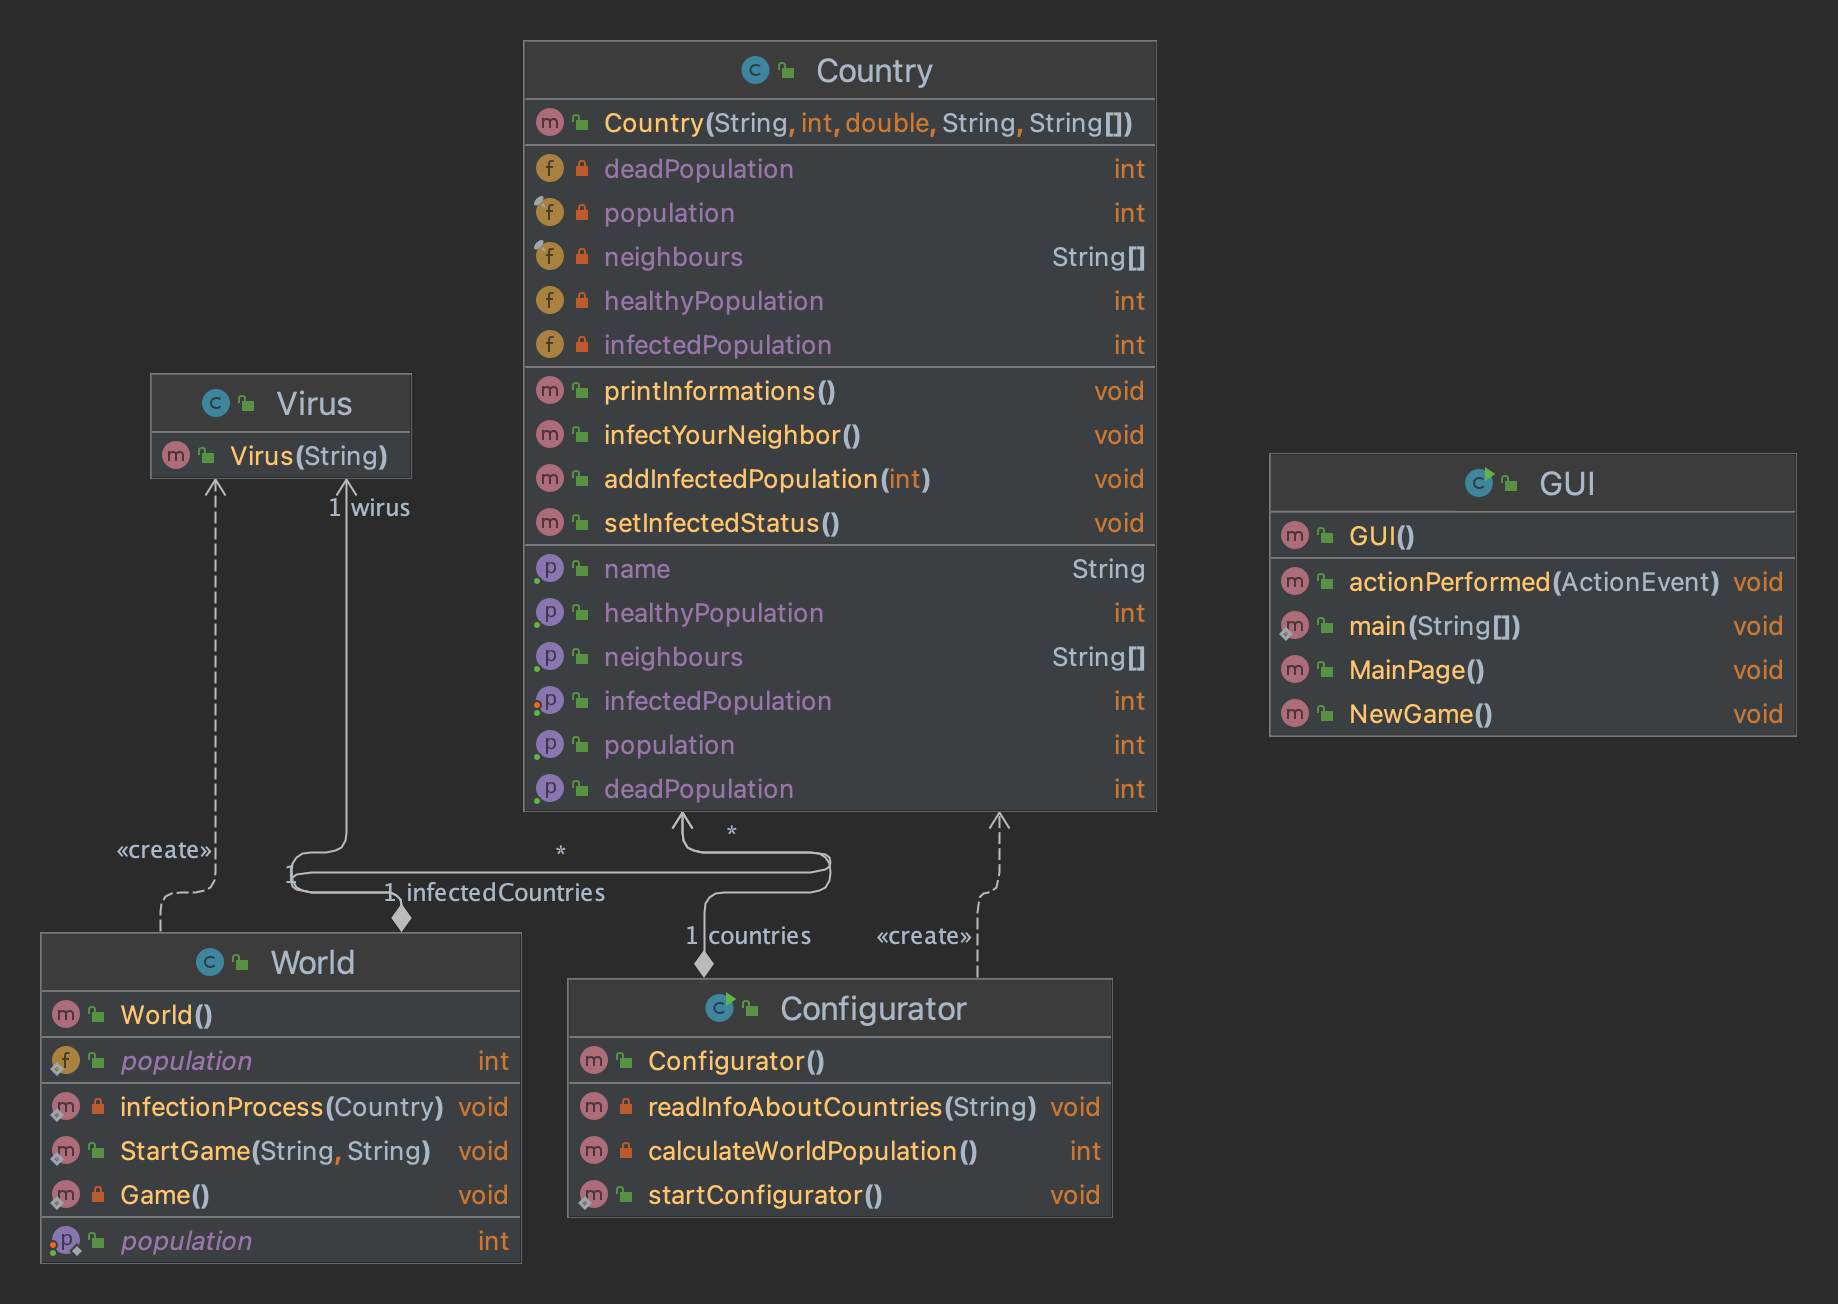 Country
Country(String, int, double, String, String[])
deadPopulation int
population int
neighbours String[]
healthyPopulation int
infectedPopulation int
printInformations() void
infectYourNeighbor() void
addInfectedPopulation(int) void
setInfectedStatus() void
name String
healthyPopulation int
neighbours String[]
infectedPopulation int
population int
deadPopulation int
Virus
Virus(String)
1 wirus
GUI
GUI()
actionPerformed(ActionEvent) void
main(String[]) void
MainPage() void
NewGame() void
«create»
*
*
1
1 infectedCountries
1 countries
«create»
World
World()
population int
infectionProcess(Country) void
StartGame(String, String) void
Game() void
population int
Configurator
Configurator()
readInfoAboutCountries(String) void
calculateWorldPopulation() int
startConfigurator() void